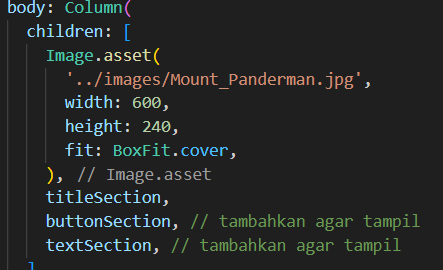 body: Column(
children: [
Image.asset(
'../images/Mount_Panderman.jpg',
width: 600,
height: 240,
fit: BoxFit.cover,
), // Image.asset
titleSection,
buttonSection, // tambahkan agar tampil
textSection, // tambahkan agar tampil
]